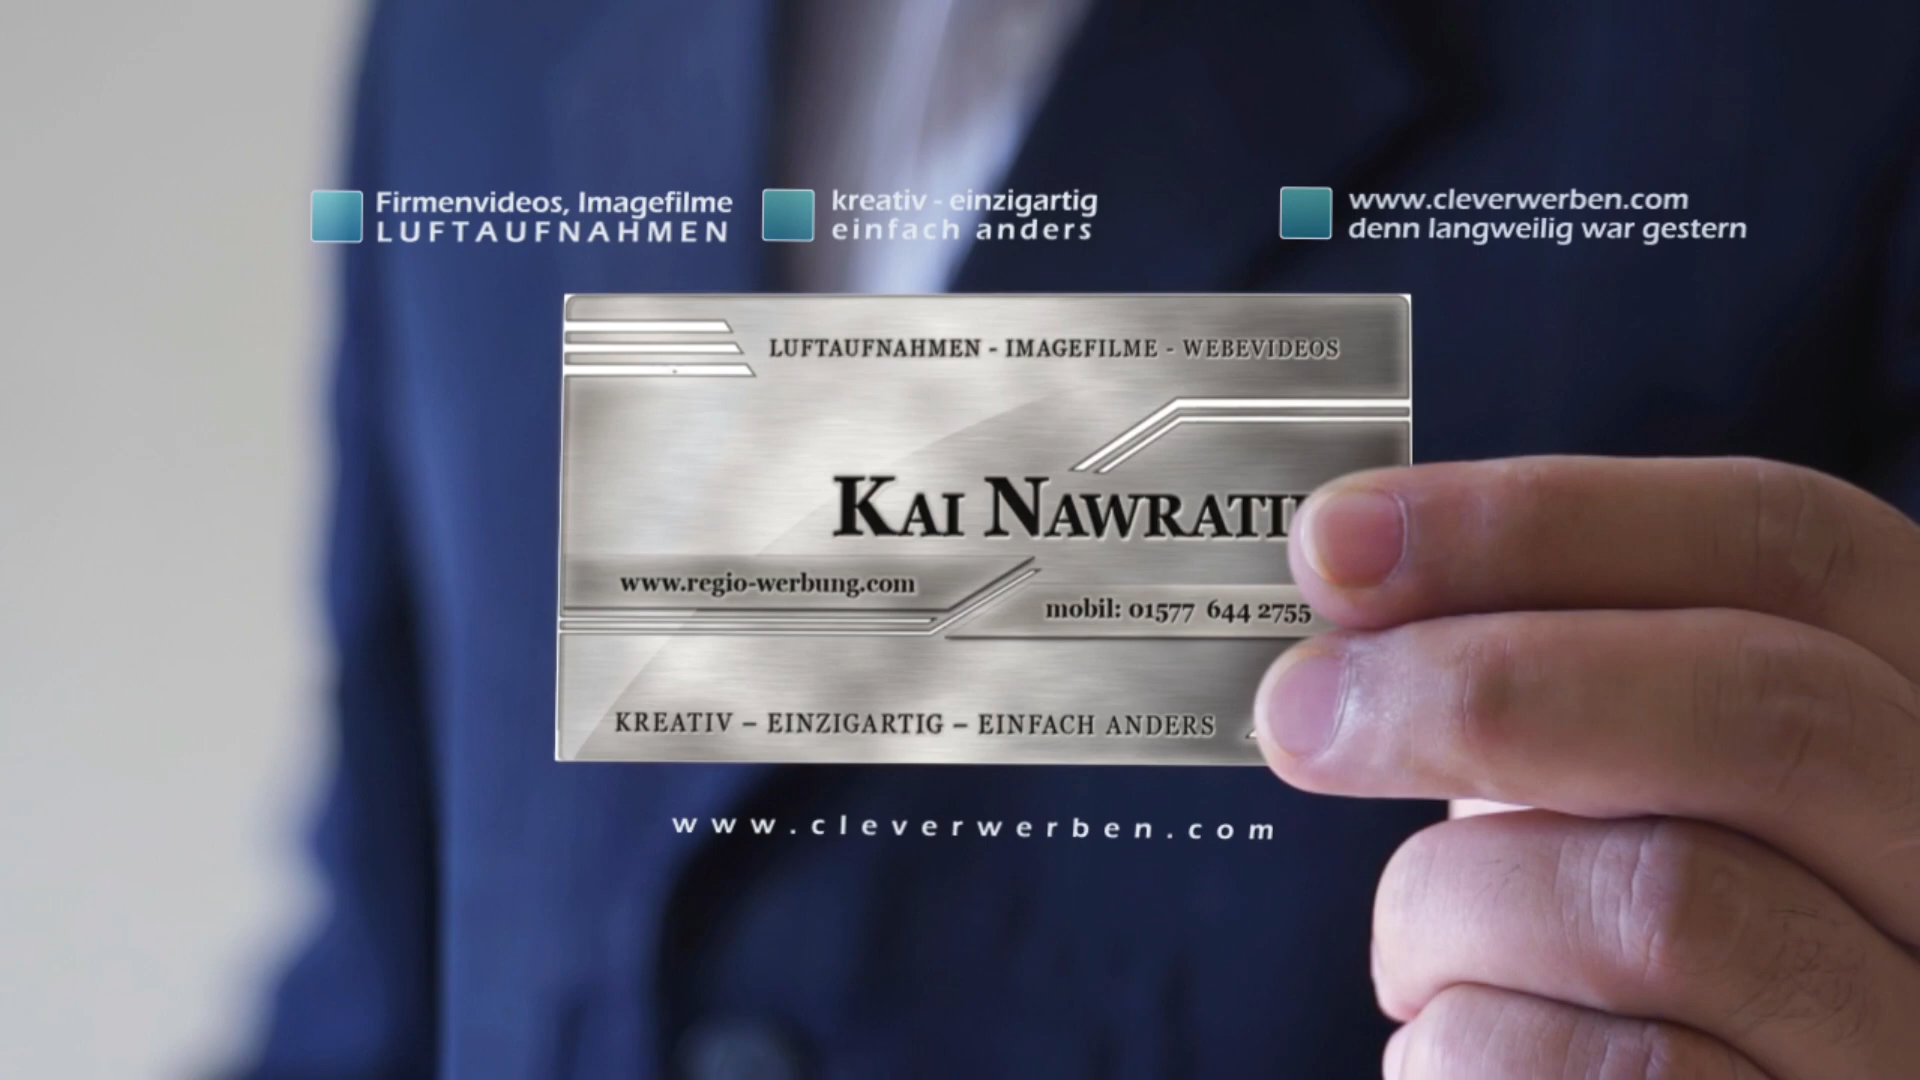 Firmenvideos, Imagefilme
LUFTAUFNAHMEN
kreativ - einzigartig
einfach anders
www.cleverwerben.com
denn langweilig war gestern
LUFTAUFNAHMEN - IMAGEFILME - WEBEVIDEOS
KAI
www.regio-werbung.com
mobil: 01577 644 2755
KREATIV – EINZIGARTIG – EINFACH ANDERS
www.cleverwerben.com